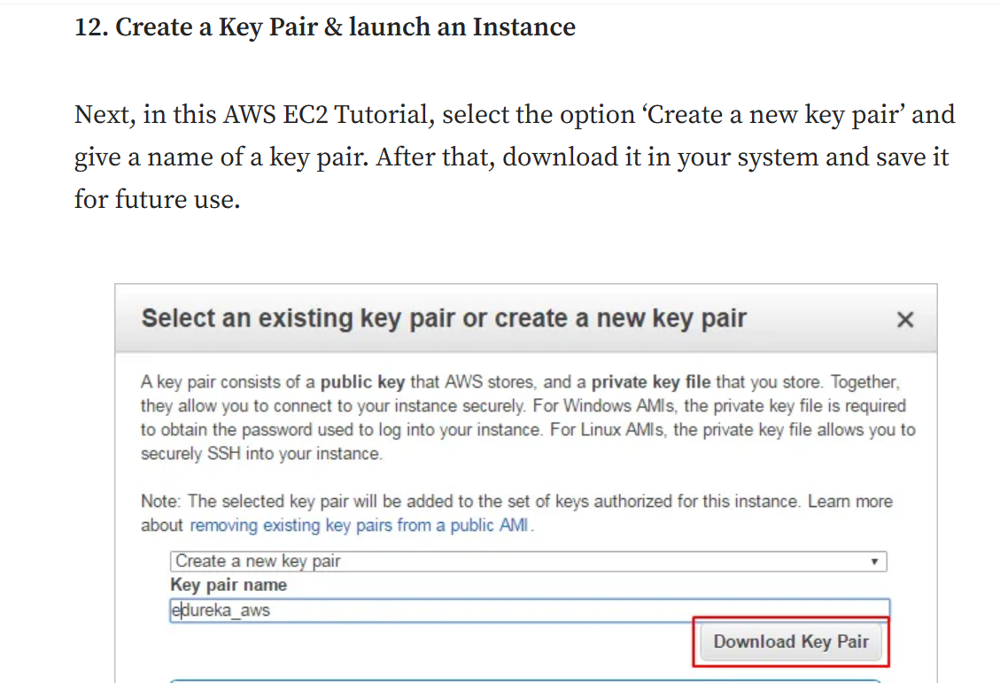 12. Create a Key Pair & launch an Instance
Next, in this AWS EC2 Tutorial, select the option ‘Create a new key pair’ and
give a name of a key pair. After that, download it in your system and save it
for future use.
Select an existing key pair or create a new key pair
A key pair consists of a public key that AWS stores, and a private key file that you store. Together,
they allow you to connect to your instance securely. For Windows AMIs, the private key file is required
to obtain the password used to log into your instance. For Linux AMIs, the private key file allows you to
securely SSH into your instance.
Note: The selected key pair will be added to the set of keys authorized for this instance. Learn more
about removing existing key pairs from a public AMI.
Create a new key pair
Key pair name
edureka_aws
Download Key Pair